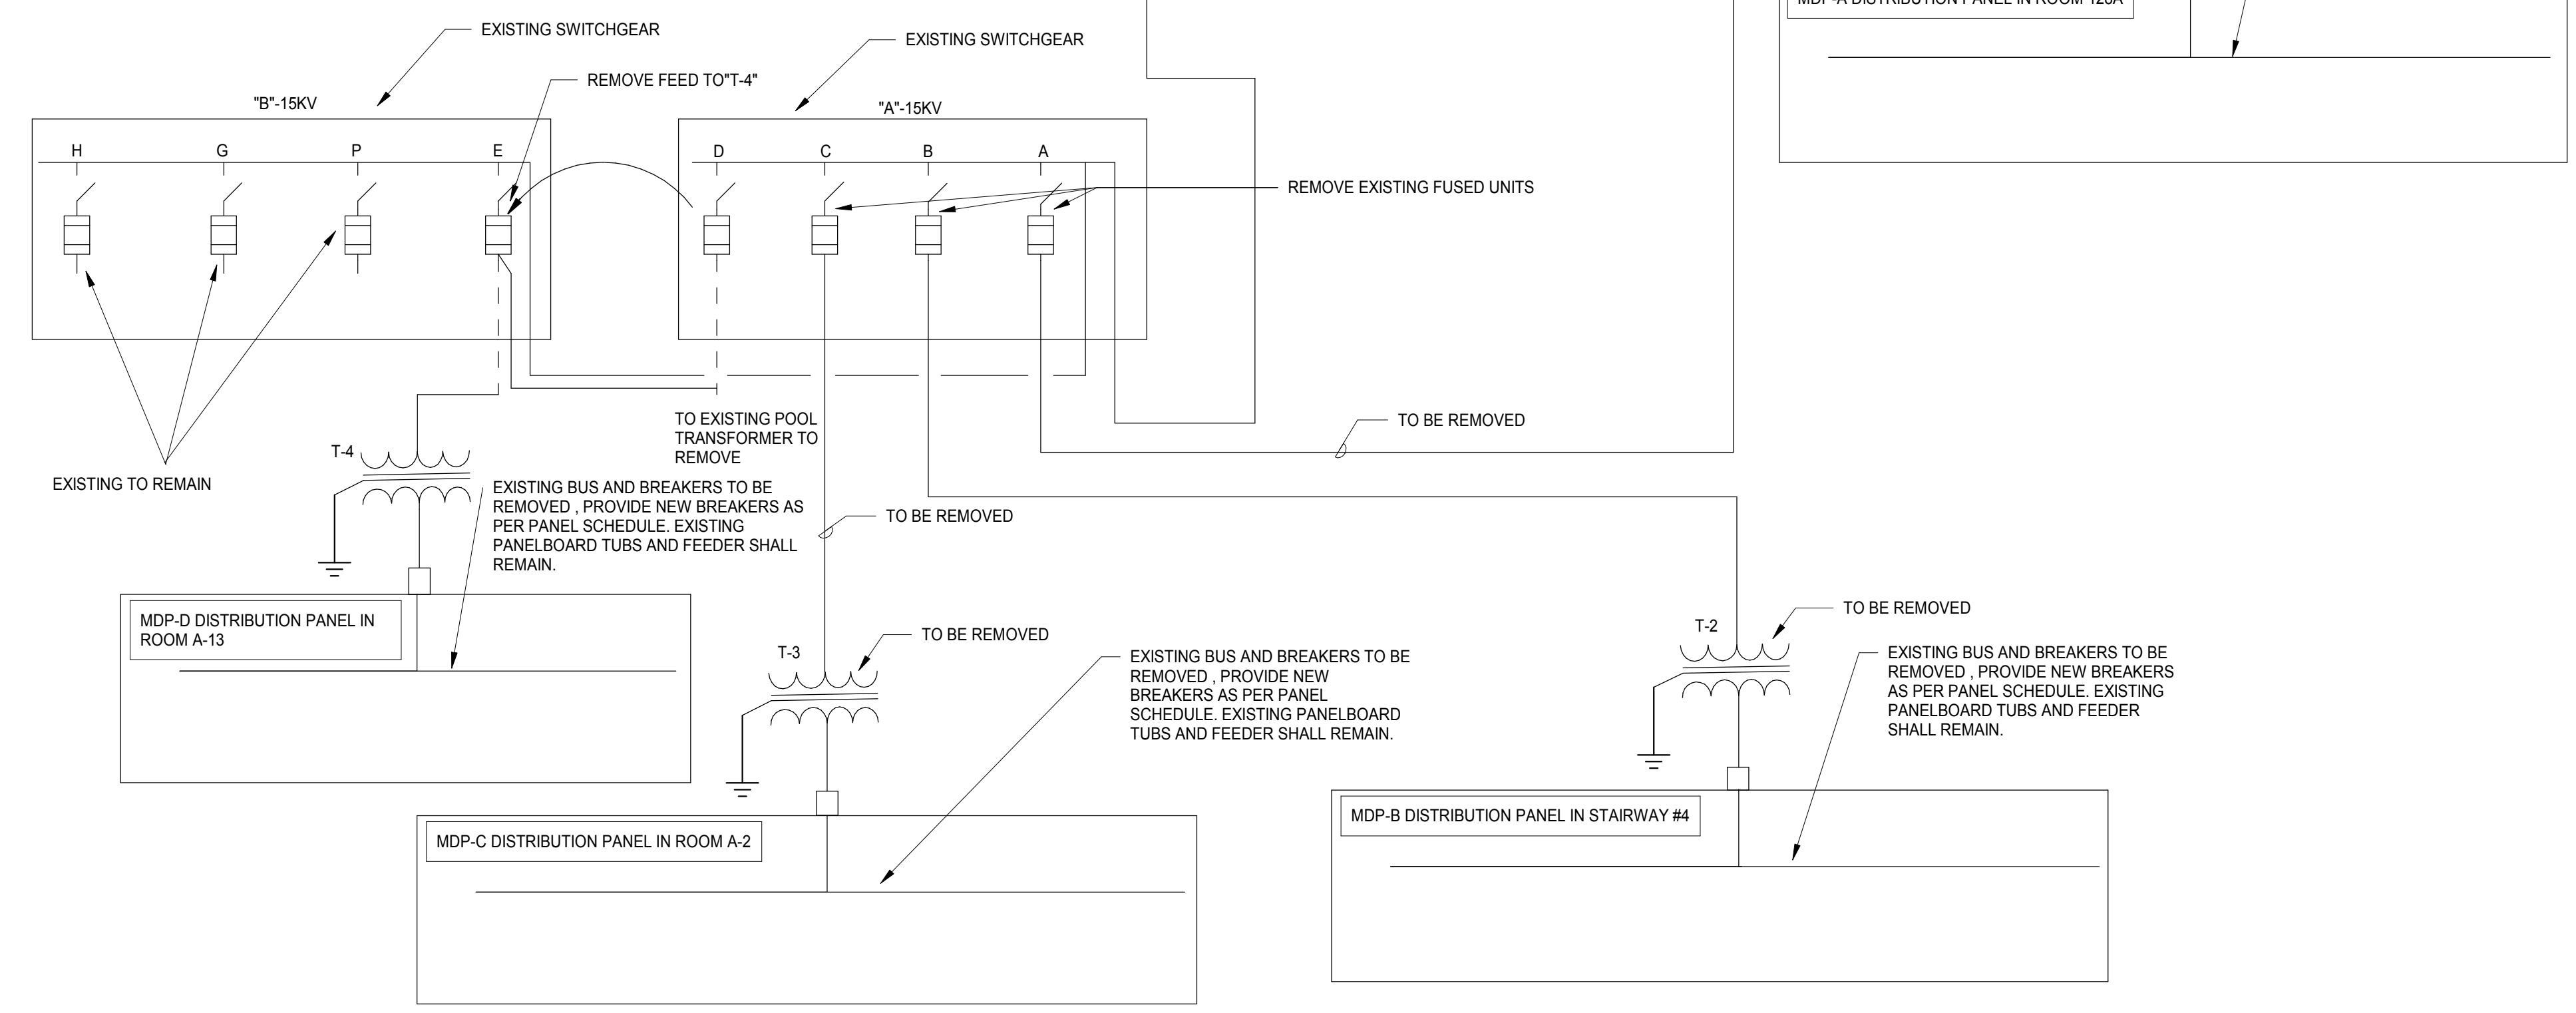 MDP-A DISTRIBUTION PANEL IN ROOM 126A
EXISTING SWITCHGEAR
EXISTING SWITCHGEAR
REMOVE FEED TO"T-4"
"B"-15KV
"A"-15KV
H
G
P
E
D
C
B
A
REMOVE EXISTING FUSED UNITS
TO EXISTING POOL
TRANSFORMER TO
REMOVE
TO BE REMOVED
T-4
EXISTING TO REMAIN
EXISTING BUS AND BREAKERS TO BE
REMOVED , PROVIDE NEW BREAKERS AS
PER PANEL SCHEDULE. EXISTING
PANELBOARD TUBS AND FEEDER SHALL
REMAIN.
TO BE REMOVED
MDP-D DISTRIBUTION PANEL IN
ROOM A-13
TO BE REMOVED
T-3
EXISTING BUS AND BREAKERS TO BE
REMOVED , PROVIDE NEW
BREAKERS AS PER PANEL
SCHEDULE. EXISTING PANELBOARD
TUBS AND FEEDER SHALL REMAIN.
TO BE REMOVED
T-2
EXISTING BUS AND BREAKERS TO BE
REMOVED , PROVIDE NEW BREAKERS
AS PER PANEL SCHEDULE. EXISTING
PANELBOARD TUBS AND FEEDER
SHALL REMAIN.
MDP-C DISTRIBUTION PANEL IN ROOM A-2
MDP-B DISTRIBUTION PANEL IN STAIRWAY #4